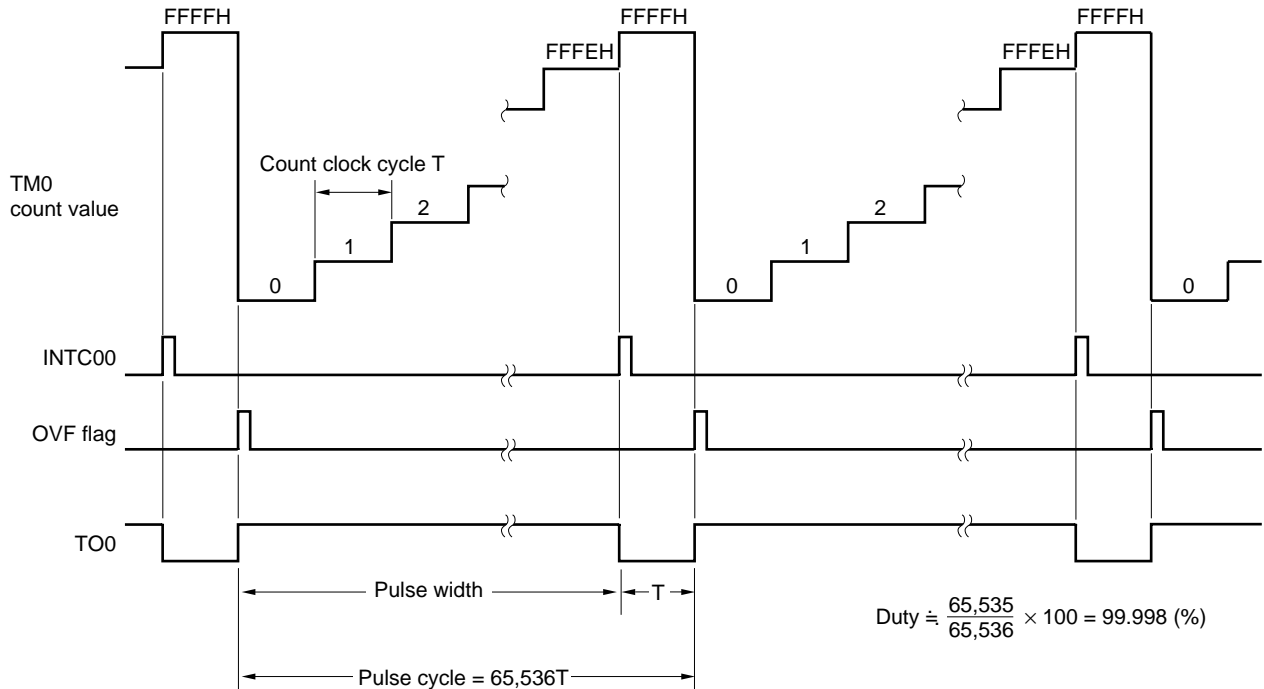 FFFFH FFFFH FFFFH
FFFEH FFFEH
Count clock cycle T
TM0
count value
2 2
1 1
0 0 0
INTC00
OVF flag
TO0
Pulse width T
Duty ≒ 65,535
65,536 × 100 = 99.998 (%)
Pulse cycle = 65,536T